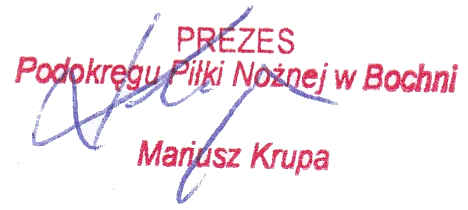 PREZES
Podokręgu Piłki Nożnej w Bochni
Mariusz Krupa